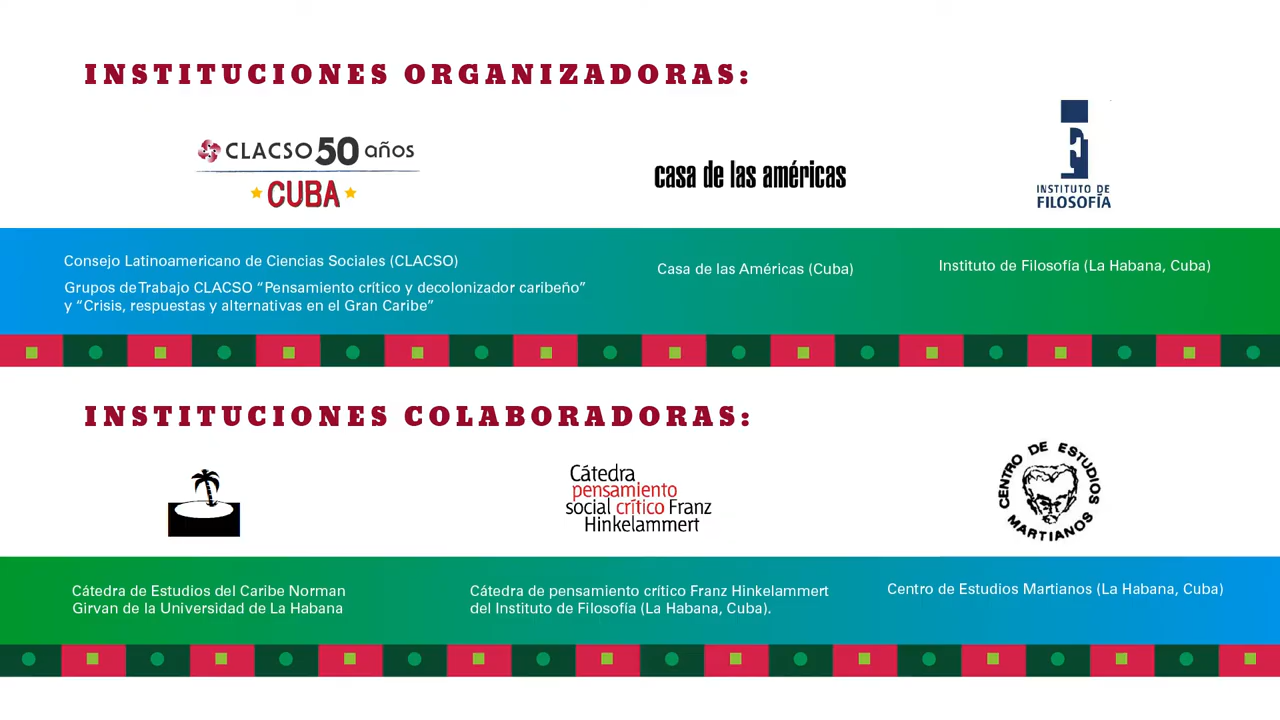 INSTITUCIONES ORGANIZADORAS:
CLACSO 50 años
CUBA
casa de las américas
iF
INSTITUTO DE
FILOSOFÍA
Consejo Latinoamericano de Ciencias Sociales (CLACSO)
Grupos de Trabajo CLACSO “Pensamiento crítico y decolonizador caribeño”
y “Crisis, respuestas y alternativas en el Gran Caribe”
Casa de las Américas (Cuba)
Instituto de Filosofía (La Habana, Cuba)
INSTITUCIONES COLABORADORAS:
Cátedra
pensamiento
social crítico Franz
Hinkelammert
CENTRO DE ESTUDIOS
MARTIANOS
Cátedra de Estudios del Caribe Norman
Girvan de la Universidad de La Habana
Cátedra de pensamiento crítico Franz Hinkelammert
del Instituto de Filosofía (La Habana, Cuba).
Centro de Estudios Martianos (La Habana, Cuba)